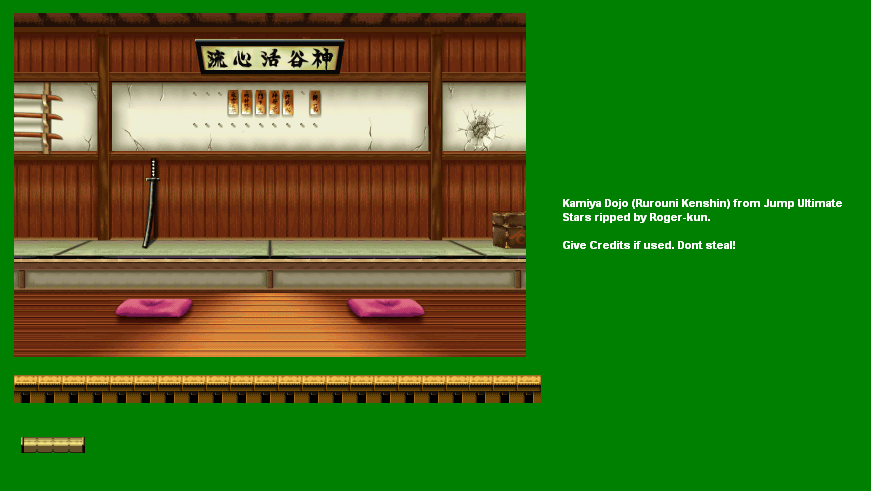 流心活谷神
Kamiya Dojo (Rurouni Kenshin) from Jump Ultimate
Stars ripped by Roger-kun.
Give Credits if used. Dont steal!